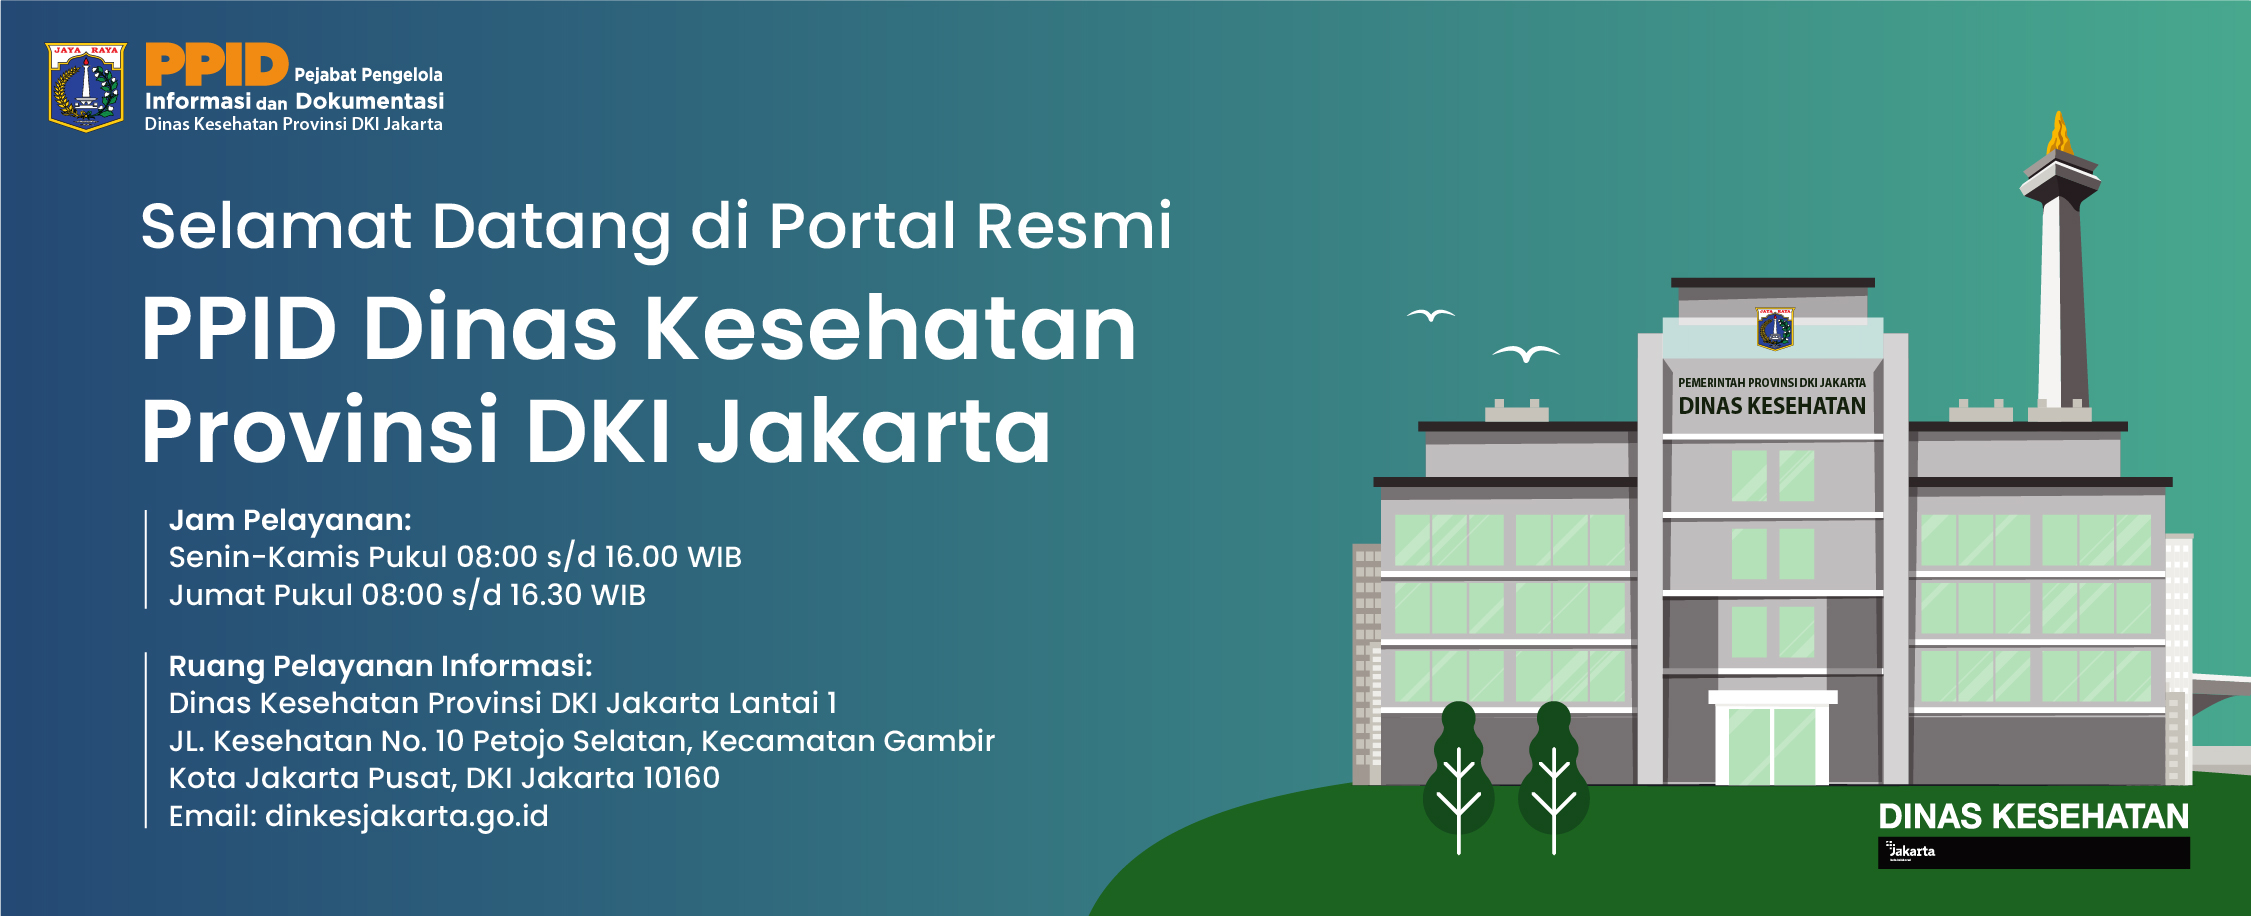 JAYA RAYA
PPID Pejabat Pengelola
Informasi dan Dokumentasi
Dinas Kesehatan Provinsi DKI Jakarta
Selamat Datang di Portal Resmi
PPID Dinas Kesehatan
Provinsi DKI Jakarta
Jam Pelayanan:
Senin-Kamis Pukul 08:00 s/d 16.00 WIB
Jumat Pukul 08:00 s/d 16.30 WIB
Ruang Pelayanan Informasi:
Dinas Kesehatan Provinsi DKI Jakarta Lantai 1
JL. Kesehatan No. 10 Petojo Selatan, Kecamatan Gambir
Kota Jakarta Pusat, DKI Jakarta 10160
Email: dinkesjakarta.go.id
JAYA RAYA
PEMERINTAH PROVINSI DKI JAKARTA
DINAS KESEHATAN
DINAS KESEHATAN
Jakarta